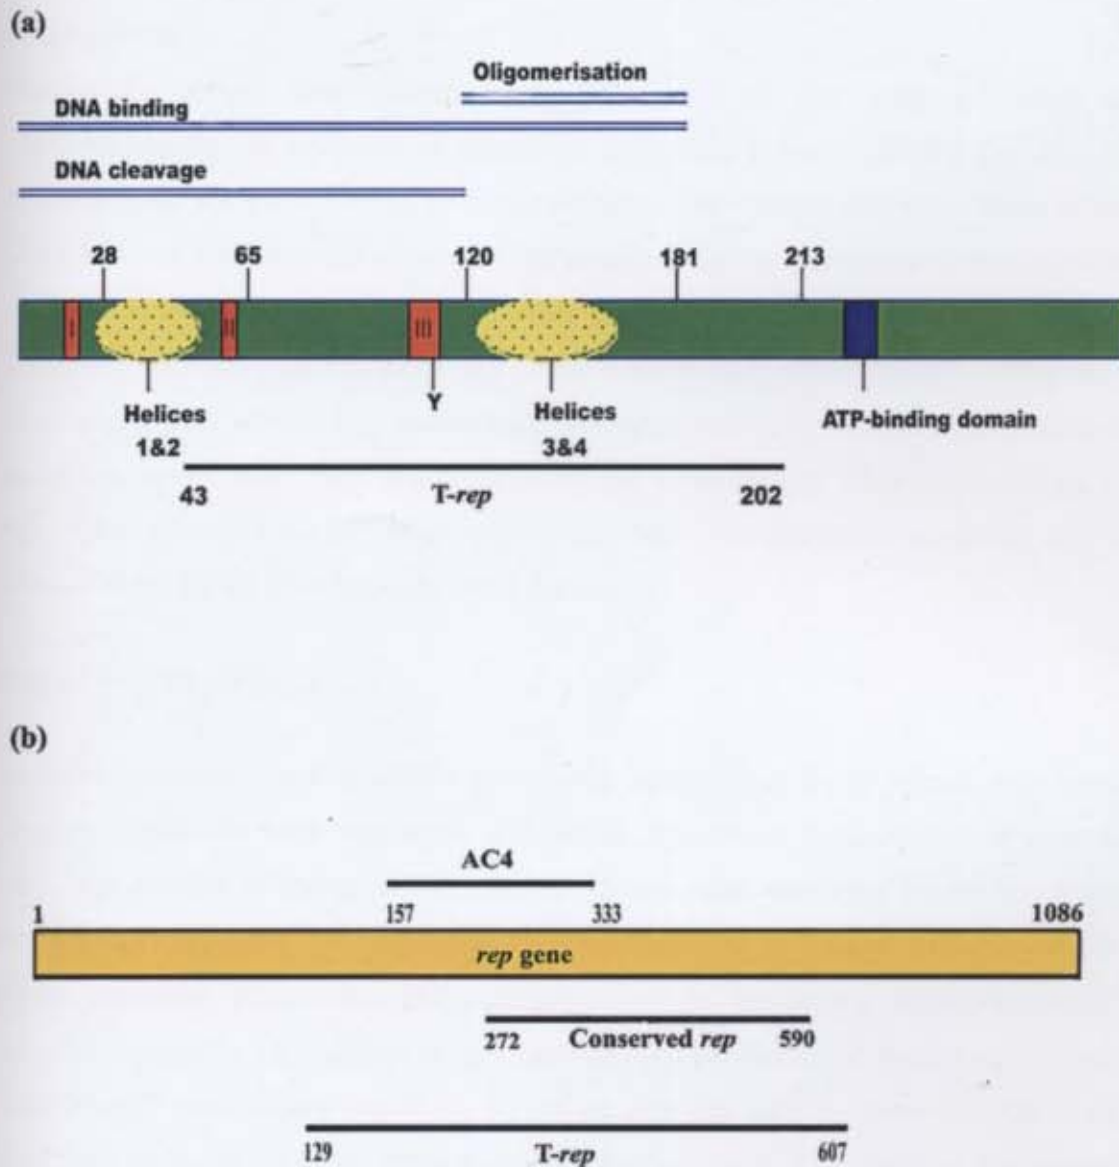 (a)
Oligomerisation
DNA binding
DNA cleavage
28 65 120 181 213
I II III
Y
Helices
1&2
Helices
3&4
ATP-binding domain
43 T-rep 202
(b)
AC4
1 157 333 1086
rep gene
272 Conserved rep 590
129 T-rep 607